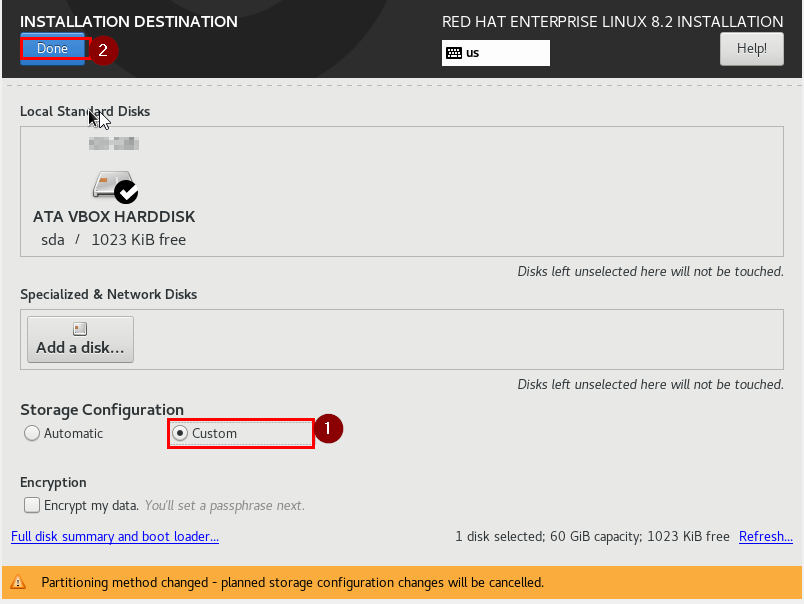 INSTALLATION DESTINATION
RED HAT ENTERPRISE LINUX 8.2 INSTALLATION
Done
2
us
Help!
Local Standard Disks
ATA VBOX HARDDISK
sda / 1023 KiB free
Disks left unselected here will not be touched.
Specialized & Network Disks
Add a disk...
Disks left unselected here will not be touched.
Storage Configuration
Automatic
Custom
1
Encryption
Encrypt my data. You'll set a passphrase next.
Full disk summary and boot loader...
1 disk selected; 60 GiB capacity; 1023 KiB free Refresh...
Partitioning method changed - planned storage configuration changes will be cancelled.